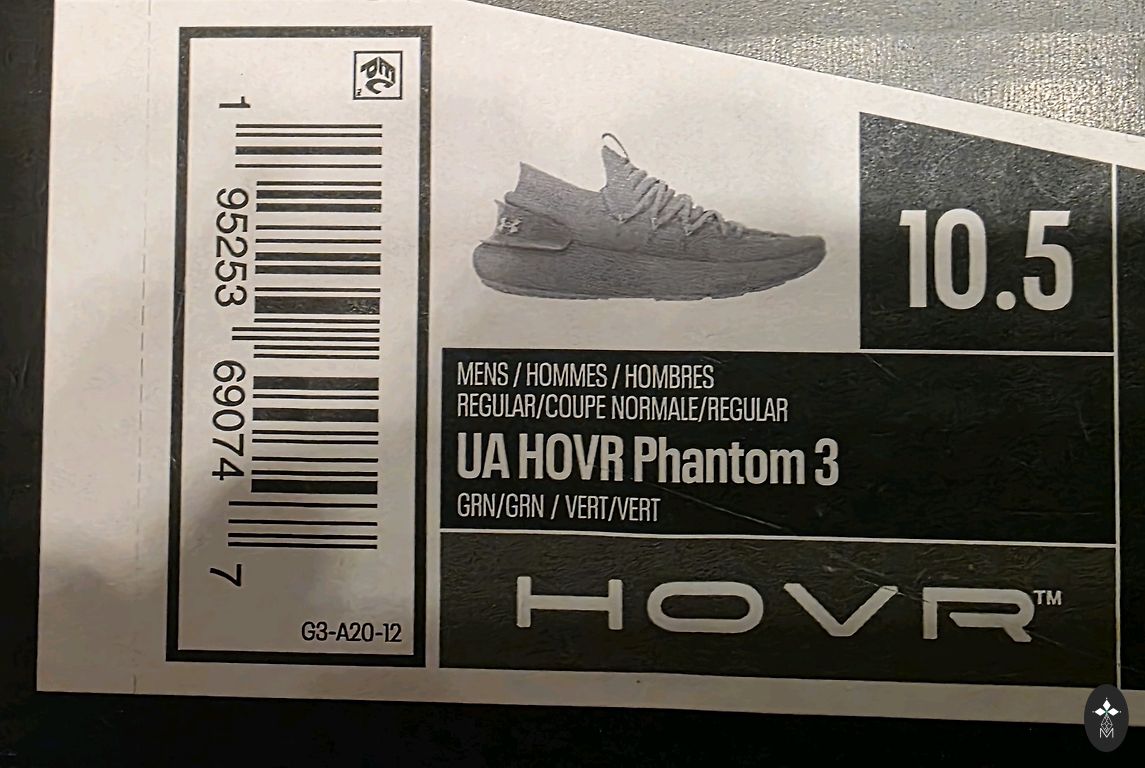 1 95253 69074 7
G3-A20-12
10.5
MENS / HOMMES / HOMBRES
REGULAR/COUPE NORMALE/REGULAR
UA HOVR Phantom 3
GRN/GRN / VERT/VERT
HOVR™